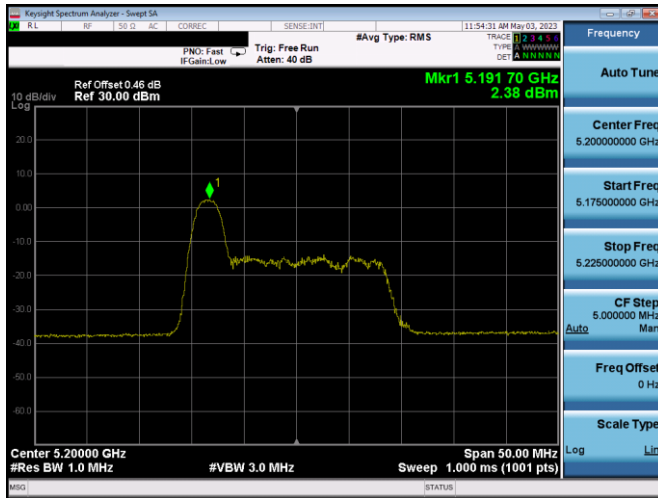 Keysight Spectrum Analyzer - Swept SA
RL RF 50 Ω AC CORREC SENSE:INT 11:54:31 AM May 03, 2023
#Avg Type: RMS
TRACE 1 2 3 4 5 6
TYPE A WWWWW
DET A N N N N N
PNO: Fast
IFGain:Low
Trig: Free Run
Atten: 40 dB
Mkr1 5.191 70 GHz
2.38 dBm
Ref Offset 0.46 dB
Ref 30.00 dBm
10 dB/div
Log
20.0
10.0
0.00
-10.0
-20.0
-30.0
-40.0
-50.0
-60.0
1
Center 5.20000 GHz
Span 50.00 MHz
#Res BW 1.0 MHz
#VBW 3.0 MHz
Sweep 1.000 ms (1001 pts)
MSG
STATUS
Frequency
Auto Tune
Center Freq
5.200000000 GHz
Start Freq
5.175000000 GHz
Stop Freq
5.225000000 GHz
CF Step
5.000000 MHz
Auto Man
Freq Offset
0 Hz
Scale Type
Log Lin